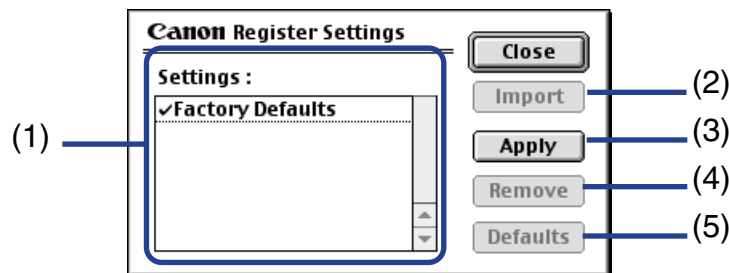 Canon Register Settings
Close
Settings :
Import
(2)
✓Factory Defaults
(1)
Apply
(3)
Remove
(4)
Defaults
(5)